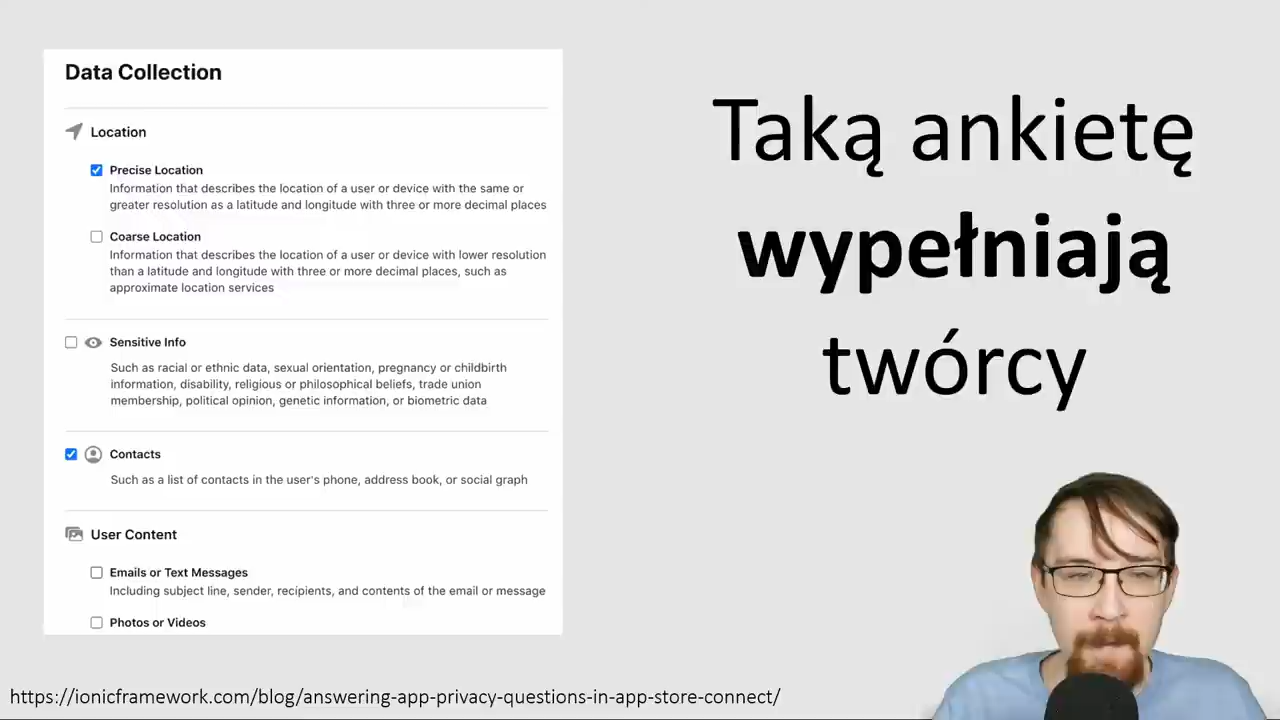 Data Collection
Location
Precise Location
Information that describes the location of a user or device with the same or
greater resolution as a latitude and longitude with three or more decimal places
Coarse Location
Information that describes the location of a user or device with lower resolution
than a latitude and longitude with three or more decimal places, such as
approximate location services
Sensitive Info
Such as racial or ethnic data, sexual orientation, pregnancy or childbirth
information, disability, religious or philosophical beliefs, trade union
membership, political opinion, genetic information, or biometric data
Contacts
Such as a list of contacts in the user's phone, address book, or social graph
User Content
Emails or Text Messages
Including subject line, sender, recipients, and contents of the email or message
Photos or Videos
Taką ankietę
wypełniają
twórcy
https://ionicframework.com/blog/answering-app-privacy-questions-in-app-store-connect/